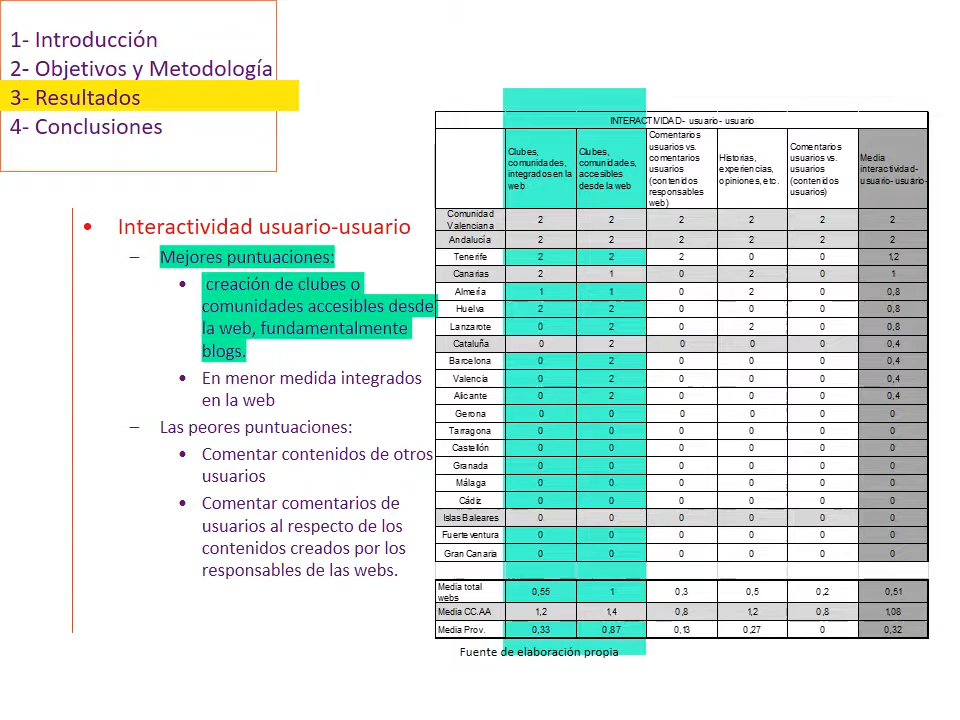 1- Introducción
2- Objetivos y Metodología
3- Resultados
4- Conclusiones
• Interactividad usuario-usuario
– Mejores puntuaciones:
• creación de clubes o
comunidades accesibles desde
la web, fundamentalmente
blogs.
• En menor medida integrados
en la web
– Las peores puntuaciones:
• Comentar contenidos de otros
usuarios
• Comentar comentarios de
usuarios al respecto de los
contenidos creados por los
responsables de las webs.
INTERACTIVIDAD- usuario- usuario
Clubes,
comunidades,
integrados en la
web
Clubes,
comunidades,
accesibles
desde la web
Comentarios
usuarios vs.
comentarios
usuarios
(contenidos
responsables
web)
Historias,
experiencias,
opiniones, etc.
Comentarios
usuarios vs.
usuarios
(contenidos
usuarios)
Media
interactividad-
usuario- usuario-
Comunidad
Valenciana 2 2 2 2 2 2
Andalucía 2 2 2 2 2 2
Tenerife 2 2 2 0 0 1,2
Canarias 2 1 0 2 0 1
Almería 1 1 0 2 0 0,8
Huelva 2 2 0 0 0 0,8
Lanzarote 0 2 0 2 0 0,8
Cataluña 0 2 0 0 0 0,4
Barcelona 0 2 0 0 0 0,4
Valencia 0 2 0 0 0 0,4
Alicante 0 2 0 0 0 0,4
Gerona 0 0 0 0 0 0
Tarragona 0 0 0 0 0 0
Castellón 0 0 0 0 0 0
Granada 0 0 0 0 0 0
Málaga 0 0 0 0 0 0
Cádiz 0 0 0 0 0 0
Islas Baleares 0 0 0 0 0 0
Fuerteventura 0 0 0 0 0 0
Gran Canaria 0 0 0 0 0 0
Media total
webs 0,55 1 0,3 0,5 0,2 0,51
Media CC.AA 1,2 1,4 0,8 1,2 0,8 1,08
Media Prov. 0,33 0,87 0,13 0,27 0 0,32
Fuente de elaboración propia